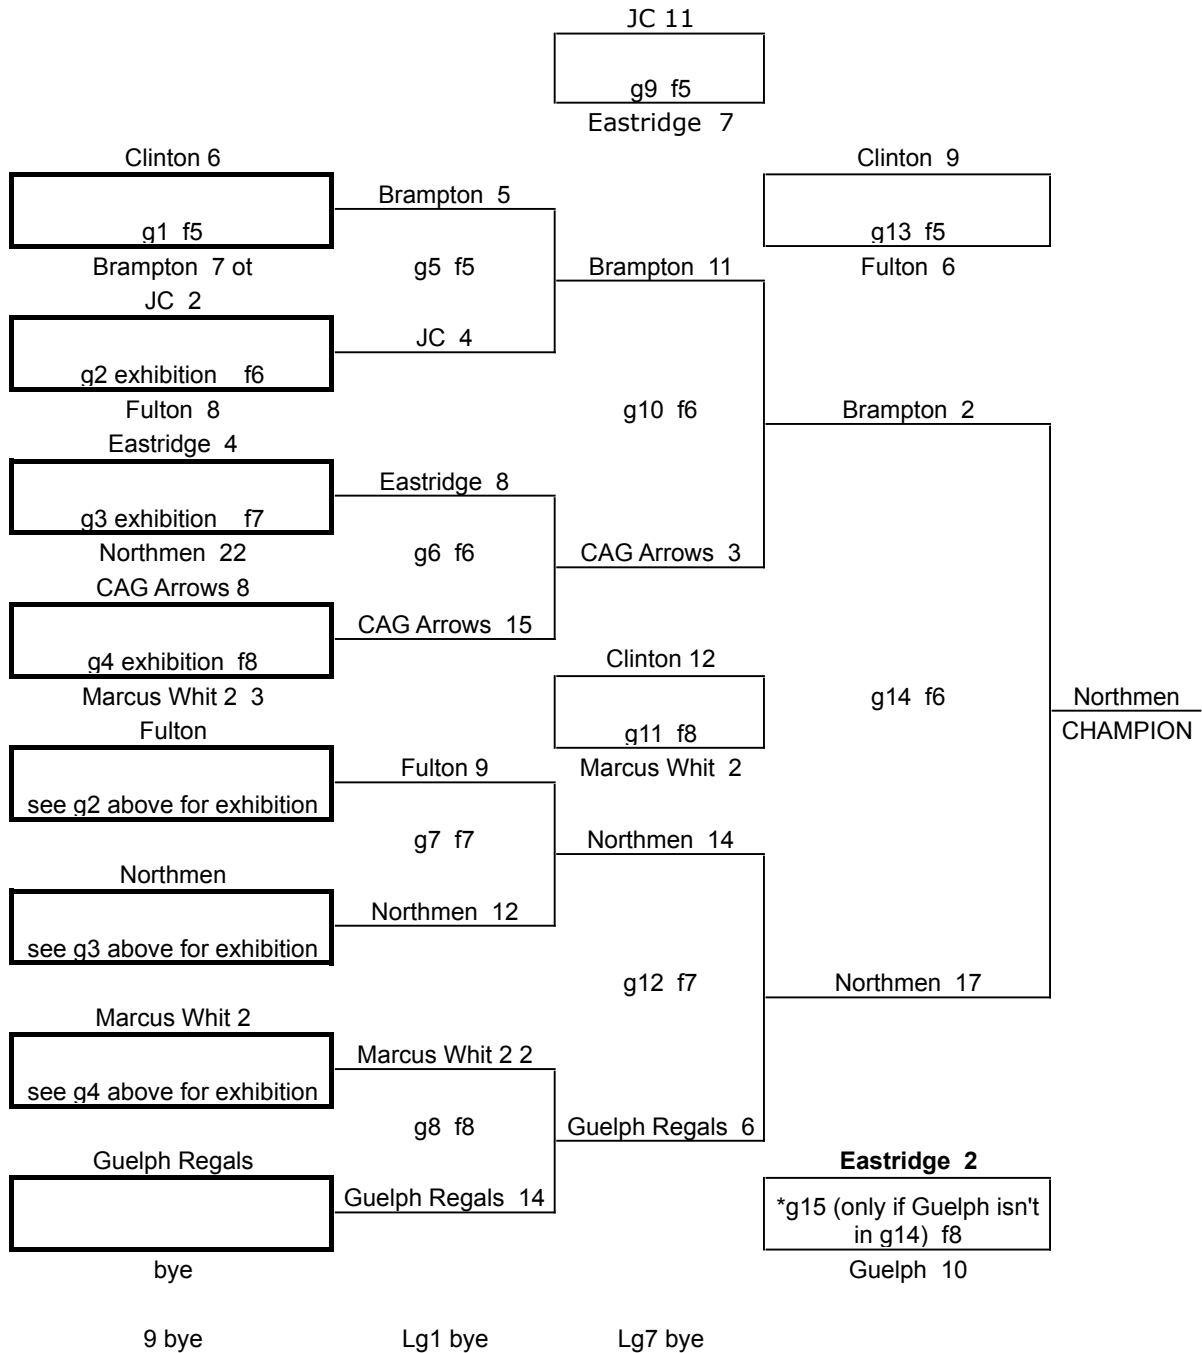 JC 11
g9 f5
Eastridge 7
Clinton 6
g1 f5
Brampton 7 ot
JC 2
g2 exhibition f6
Fulton 8
Eastridge 4
g3 exhibition f7
Northmen 22
CAG Arrows 8
g4 exhibition f8
Marcus Whit 2 3
Fulton
see g2 above for exhibition
Northmen
see g3 above for exhibition
Marcus Whit 2
see g4 above for exhibition
Guelph Regals
bye
9 bye
Brampton 5
g5 f5
JC 4
Eastridge 8
g6 f6
CAG Arrows 15
Fulton 9
g7 f7
Northmen 12
Marcus Whit 2 2
g8 f8
Guelph Regals 14
Lg1 bye
Brampton 11
g10 f6
CAG Arrows 3
Clinton 12
g11 f8
Marcus Whit 2
Northmen 14
g12 f7
Guelph Regals 6
Lg7 bye
Clinton 9
g13 f5
Fulton 6
Brampton 2
g14 f6
Northmen 17
Eastridge 2
*g15 (only if Guelph isn't
in g14) f8
Guelph 10
Northmen
CHAMPION